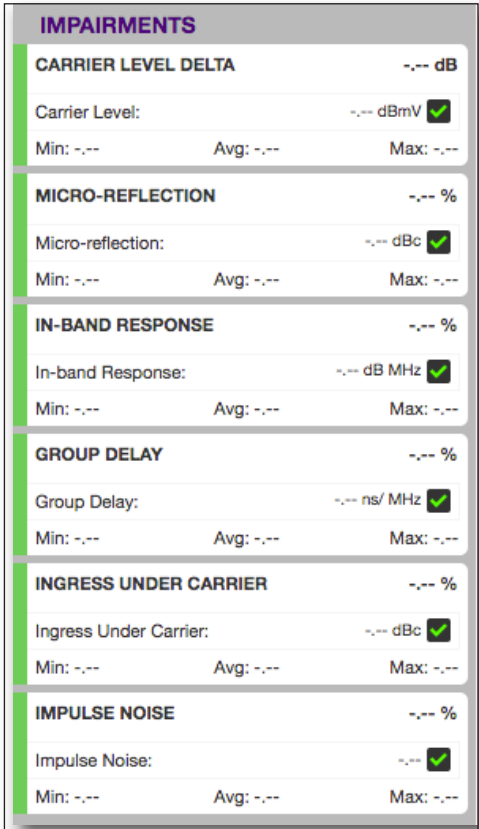 IMPAIRMENTS
CARRIER LEVEL DELTA -.-- dB
Carrier Level: -.-- dBmV
Min: -.-- Avg: -.-- Max: -.--
MICRO-REFLECTION -.-- %
Micro-reflection: -.-- dBc
Min: -.-- Avg: -.-- Max: -.--
IN-BAND RESPONSE -.-- %
In-band Response: -.-- dB MHz
Min: -.-- Avg: -.-- Max: -.--
GROUP DELAY -.-- %
Group Delay: -.-- ns/ MHz
Min: -.-- Avg: -.-- Max: -.--
INGRESS UNDER CARRIER -.-- %
Ingress Under Carrier: -.-- dBc
Min: -.-- Avg: -.-- Max: -.--
IMPULSE NOISE -.-- %
Impulse Noise: -.--
Min: -.-- Avg: -.-- Max: -.--